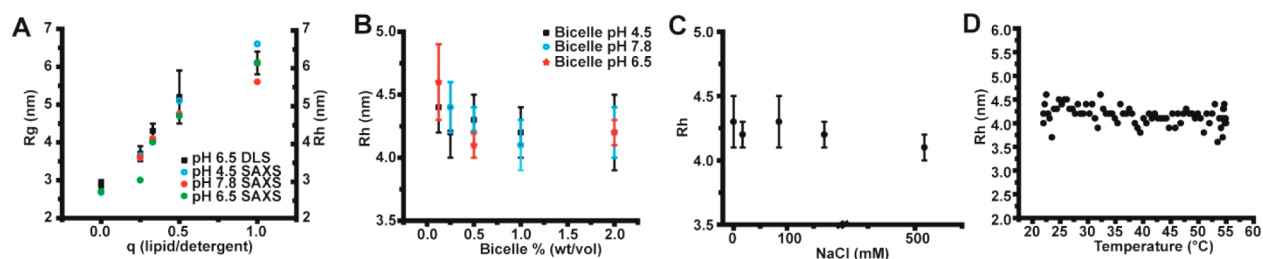 A
Rg (nm)
7
6
5
4
3
2
Rh (nm)
7
6
5
4
3
2
pH 6.5 DLS
pH 4.5 SAXS
pH 7.8 SAXS
pH 6.5 SAXS
0.0
0.5
1.0
q (lipid/detergent)
B
Rh (nm)
5.0
4.5
4.0
3.5
Bicelle pH 4.5
Bicelle pH 7.8
Bicelle pH 6.5
0.0
0.5
1.0
1.5
2.0
Bicelle % (wt/vol)
C
Rh
5.0
4.5
4.0
3.5
0
100
500
NaCl (mM)
D
Rh (nm)
6.0
5.5
5.0
4.5
4.0
3.5
3.0
2.5
2.0
20 25 30 35 40 45 50 55 60
Temperature (°C)